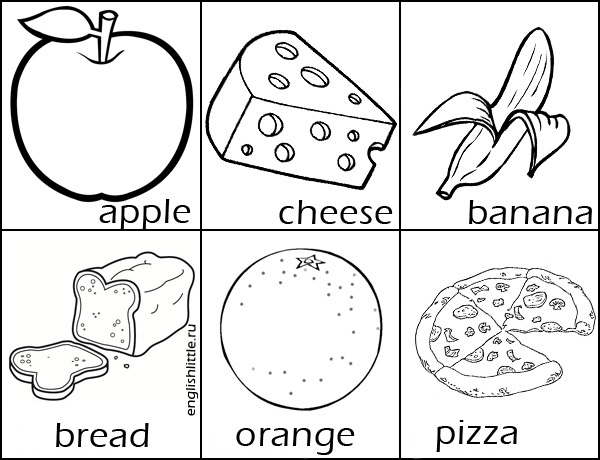 apple
cheese
banana
bread
englishlittle.ru
orange
pizza